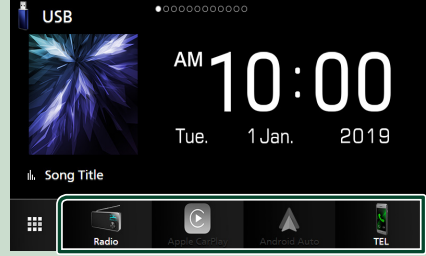 USB
AM 10:00
Tue. 1 Jan. 2019
Song Title
Radio Apple CarPlay Android Auto TEL